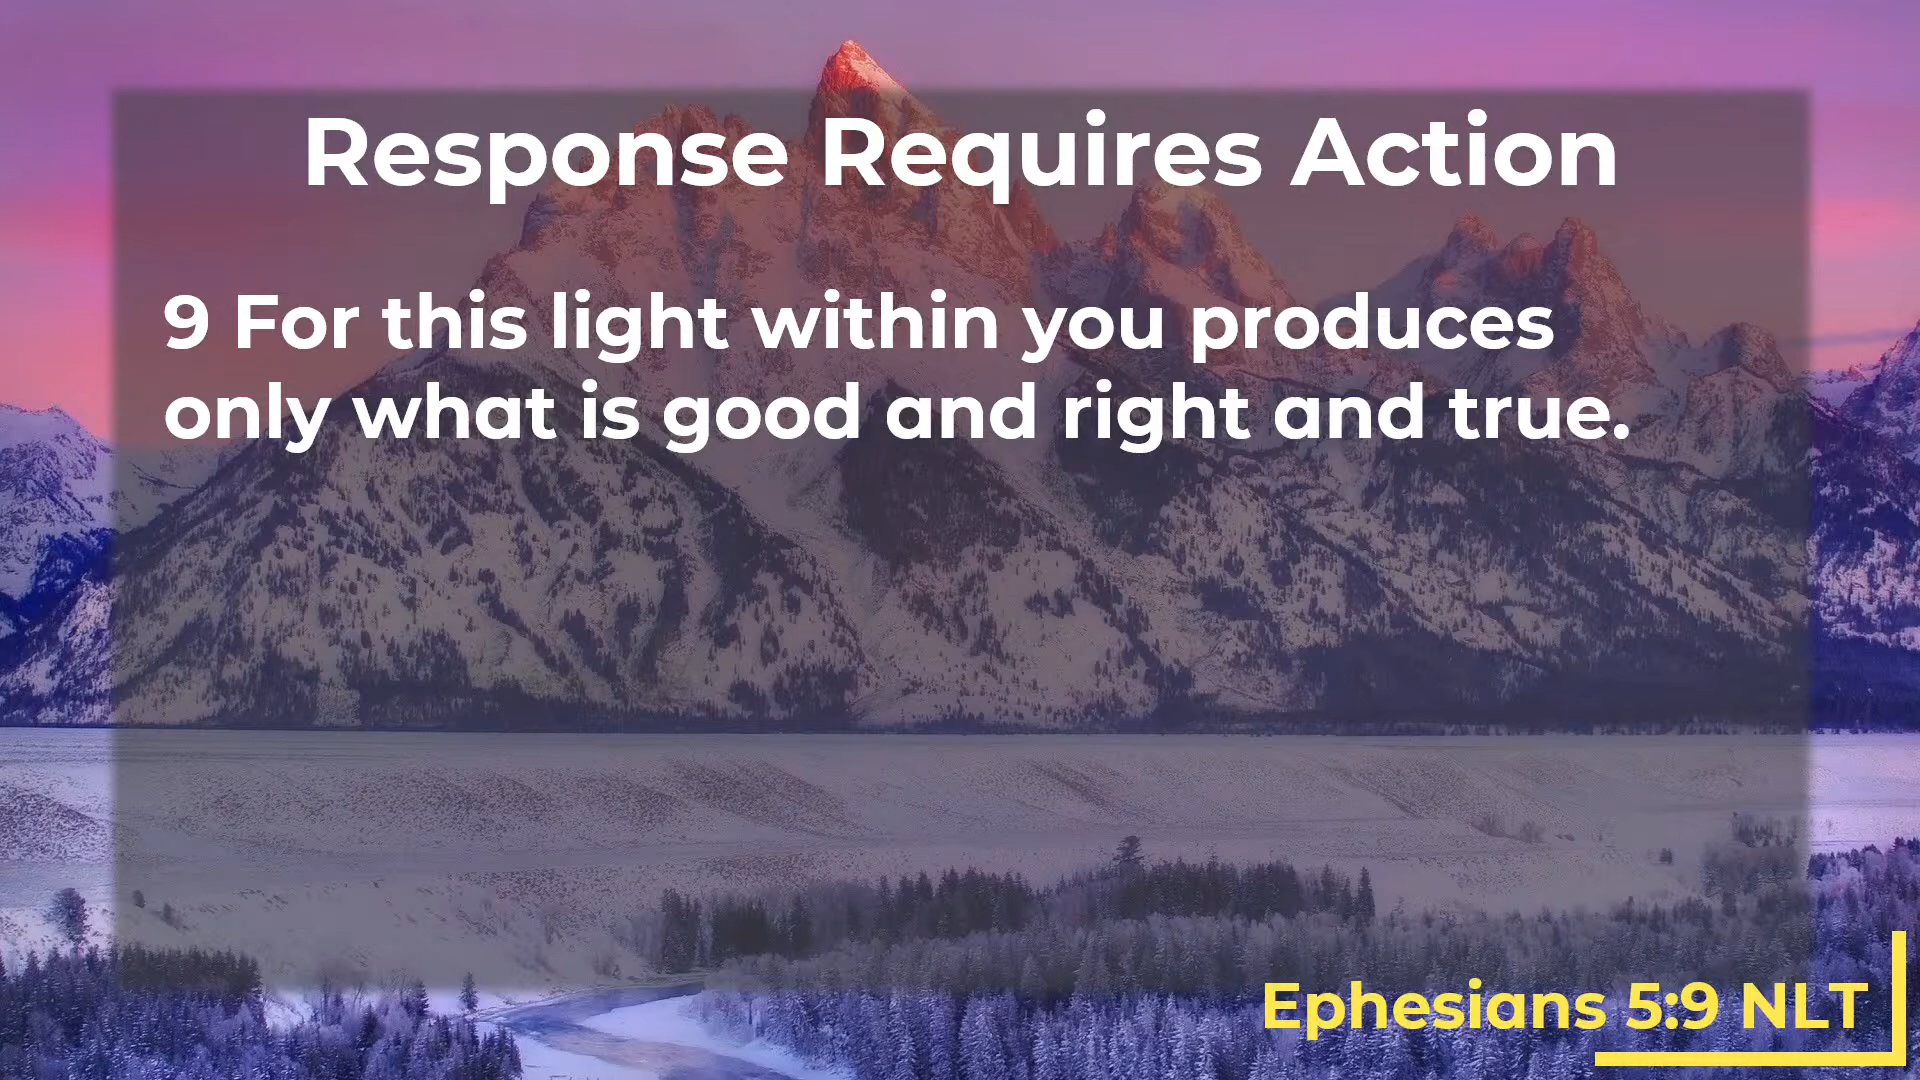 Response Requires Action
9 For this light within you produces
only what is good and right and true.
Ephesians 5:9 NLT